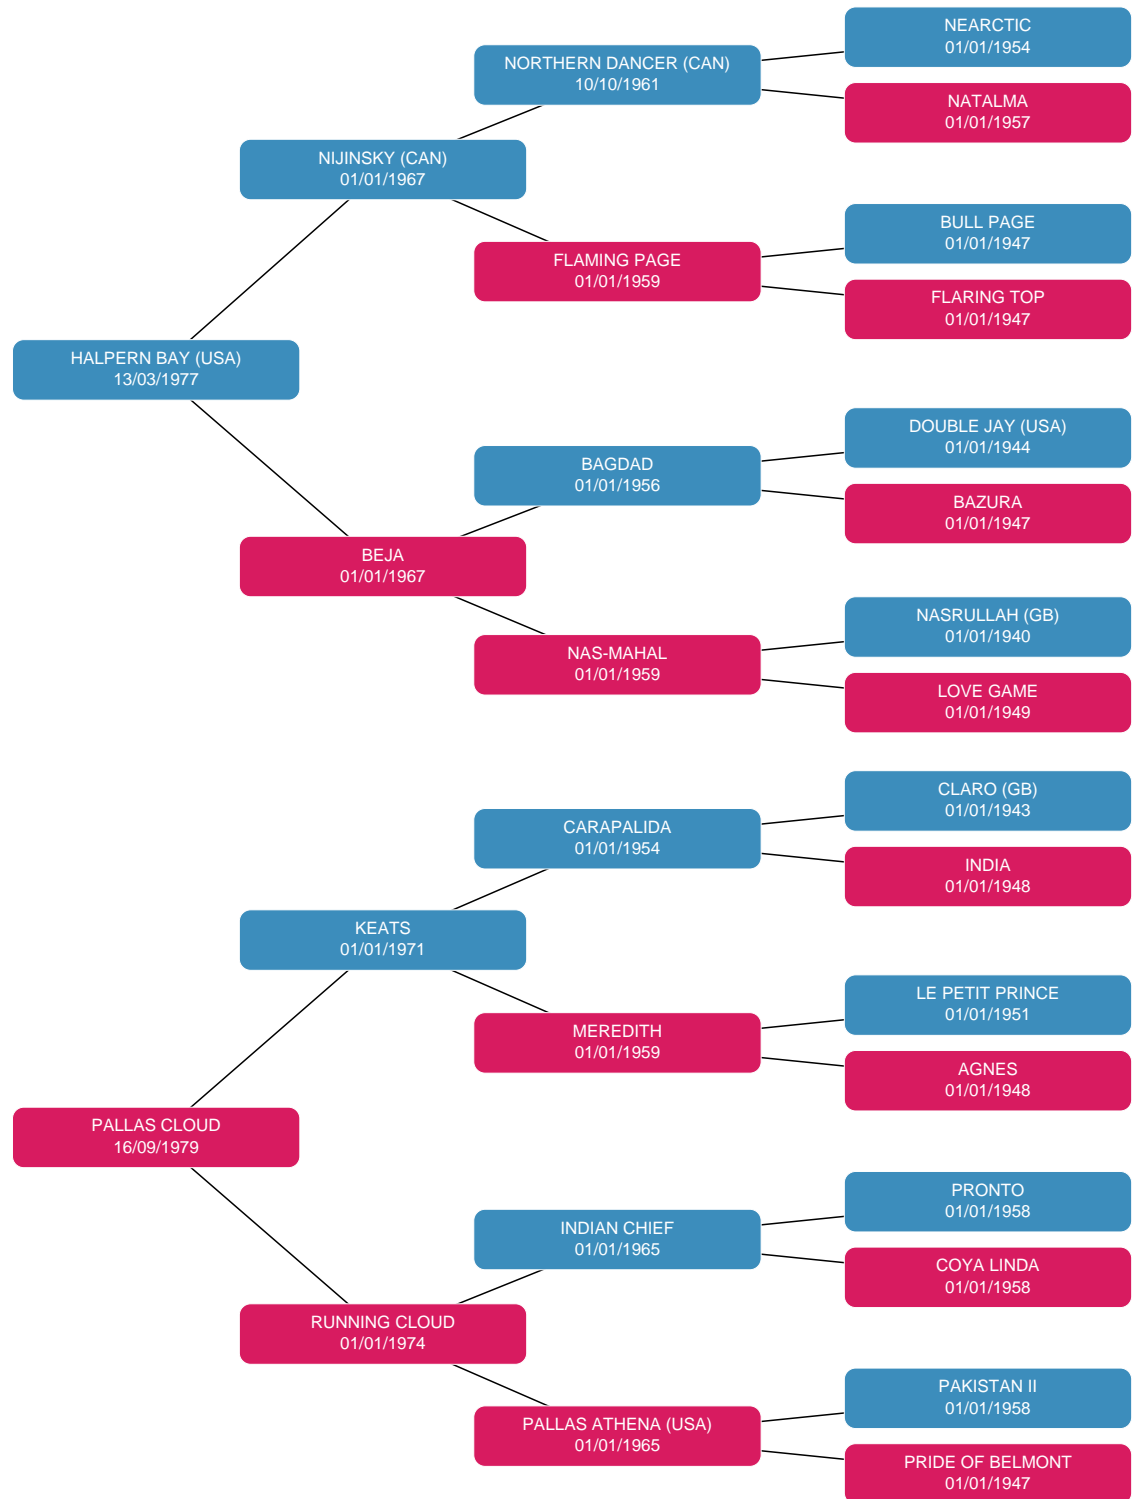 NEARCTIC
01/01/1954
NORTHERN DANCER (CAN)
10/10/1961
NATALMA
01/01/1957
NIJINSKY (CAN)
01/01/1967
BULL PAGE
01/01/1947
FLAMING PAGE
01/01/1959
FLARING TOP
01/01/1947
HALPERN BAY (USA)
13/03/1977
DOUBLE JAY (USA)
01/01/1944
BAGDAD
01/01/1956
BAZURA
01/01/1947
BEJA
01/01/1967
NASRULLAH (GB)
01/01/1940
NAS-MAHAL
01/01/1959
LOVE GAME
01/01/1949
CLARO (GB)
01/01/1943
CARAPALIDA
01/01/1954
INDIA
01/01/1948
KEATS
01/01/1971
LE PETIT PRINCE
01/01/1951
MEREDITH
01/01/1959
AGNES
01/01/1948
PALLAS CLOUD
16/09/1979
PRONTO
01/01/1958
INDIAN CHIEF
01/01/1965
COYA LINDA
01/01/1958
RUNNING CLOUD
01/01/1974
PAKISTAN II
01/01/1958
PALLAS ATHENA (USA)
01/01/1965
PRIDE OF BELMONT
01/01/1947